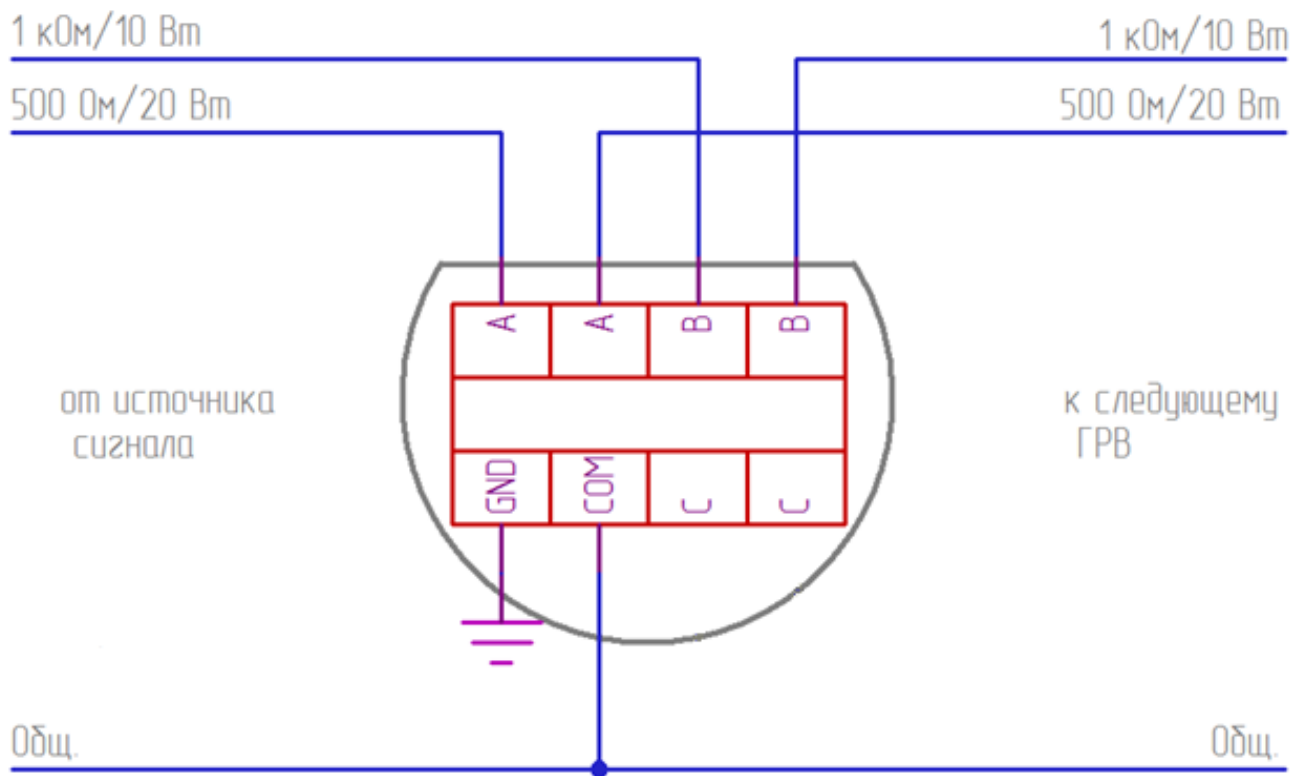 1 кОм/10 Вт
1 кОм/10 Вт
500 Ом/20 Вт
500 Ом/20 Вт
A
A
B
B
от источника
сигнала
к следующему
ГРВ
GND
COM
C
C
Общ.
Общ.